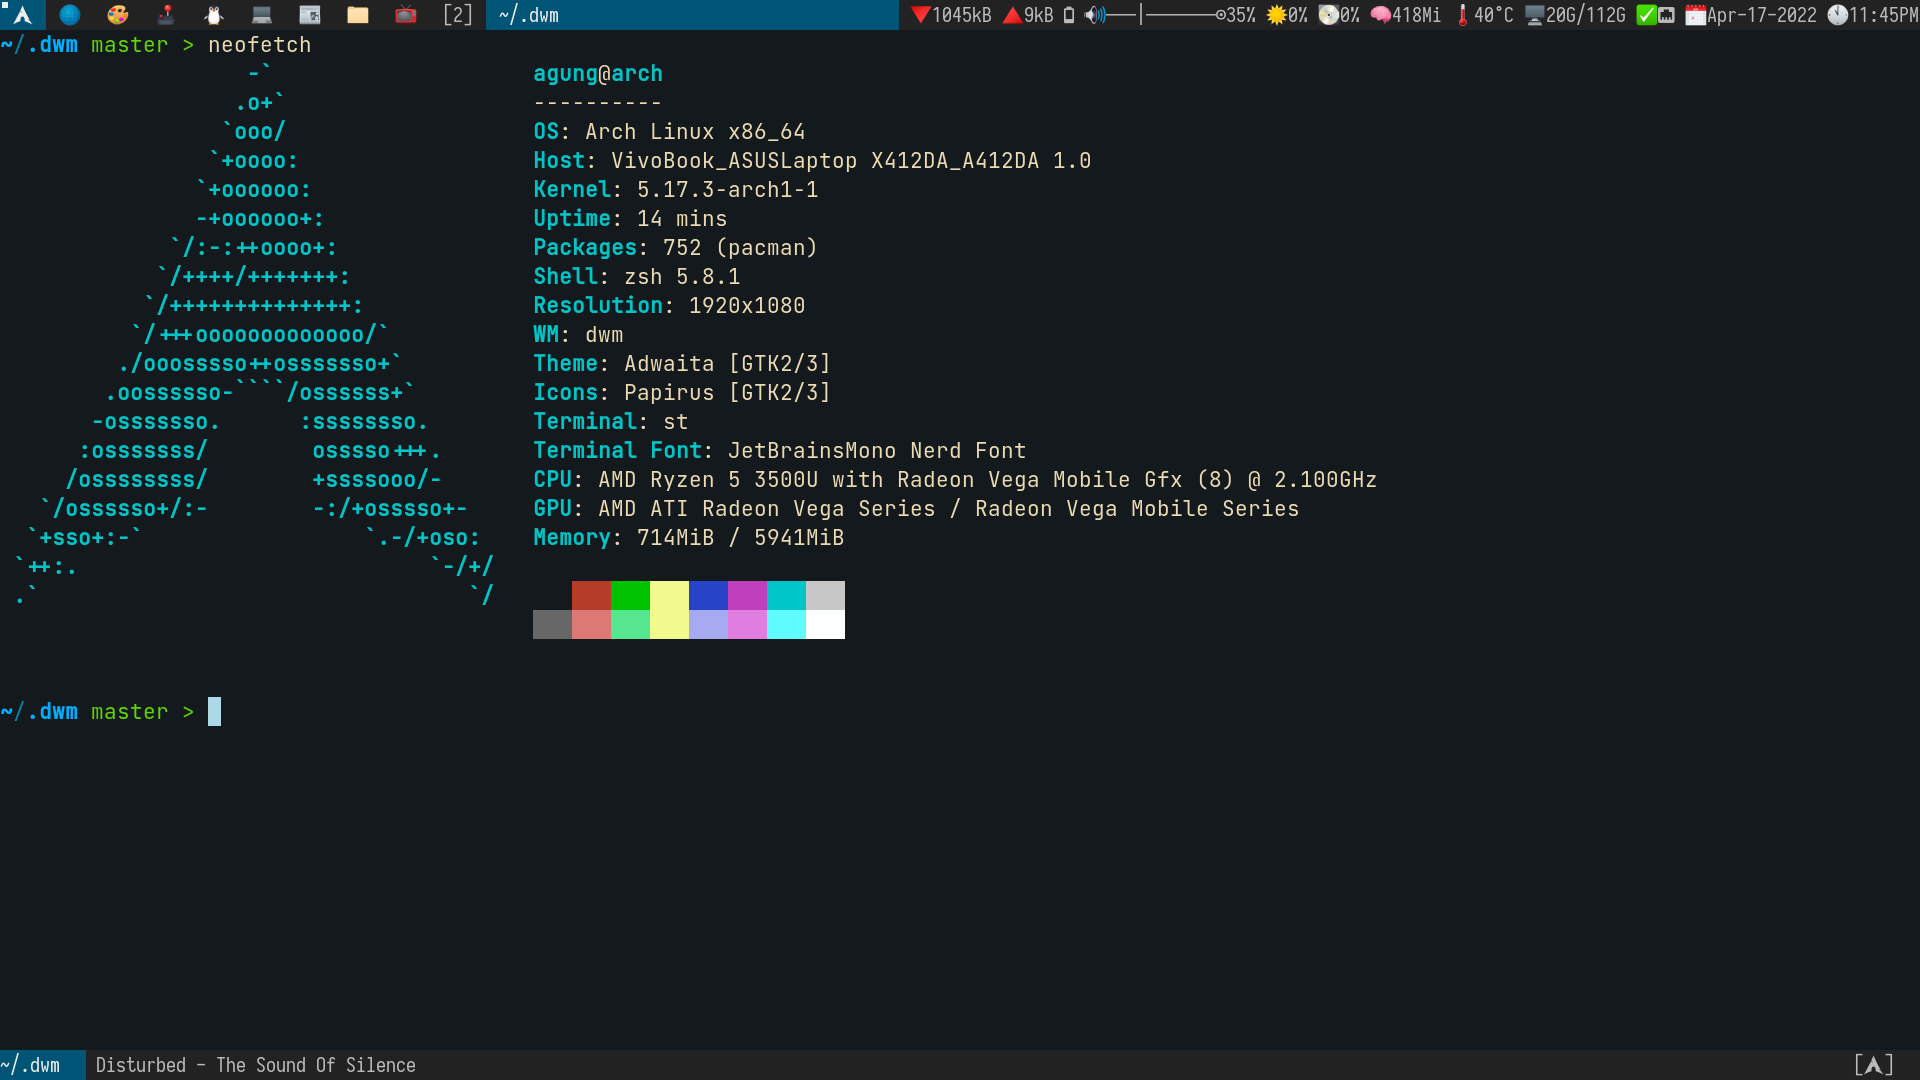 [2] ~/.dwm 1045kB 9kB 35% 0% 0% 418Mi 40°C 20G/112G Apr-17-2022 11:45PM
~/.dwm master > neofetch
-`
.o+`
`ooo/
`+oooo:
`+oooooo:
-+oooooo+:
`/:-:++oooo+:
`/++++/+++++++:
`/++++++++++++++:
`/+++ooooooooooooo/`
./ooosssso++osssssso+`
.oossssso-````/ossssss+`
-osssssso. :ssssssso.
:osssssss/ osssso+++.
/ossssssss/ +ssssooo/-
`/ossssso+/:- -:/+osssso+-
`+sso+:-` `.-/+oso:
`++:. `-/+/
.` `/
agung@arch
----------
OS: Arch Linux x86_64
Host: VivoBook_ASUSLaptop X412DA_A412DA 1.0
Kernel: 5.17.3-arch1-1
Uptime: 14 mins
Packages: 752 (pacman)
Shell: zsh 5.8.1
Resolution: 1920x1080
WM: dwm
Theme: Adwaita [GTK2/3]
Icons: Papirus [GTK2/3]
Terminal: st
Terminal Font: JetBrainsMono Nerd Font
CPU: AMD Ryzen 5 3500U with Radeon Vega Mobile Gfx (8) @ 2.100GHz
GPU: AMD ATI Radeon Vega Series / Radeon Vega Mobile Series
Memory: 714MiB / 5941MiB
~/.dwm master >
~/.dwm Disturbed - The Sound Of Silence